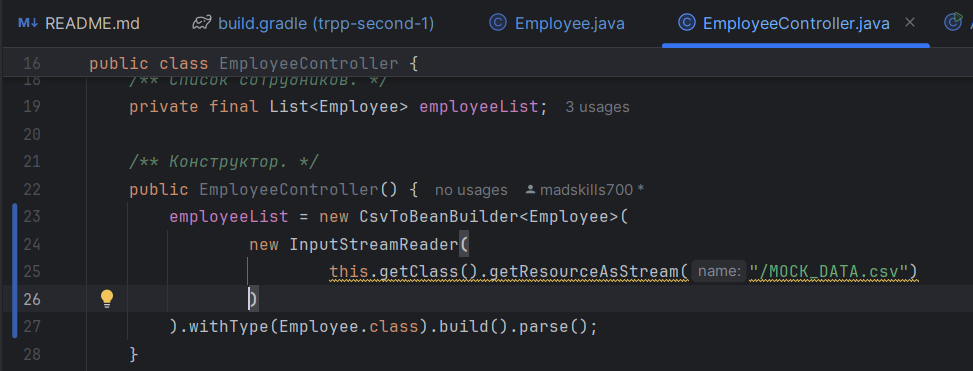 M↓ README.md build.gradle (trpp-second-1) Employee.java EmployeeController.java
16 public class EmployeeController {
18 /** Список сотрудников. */
19 private final List<Employee> employeeList; 3 usages
20
21 /** Конструктор. */
22 public EmployeeController() { no usages madskills700 *
23 employeeList = new CsvToBeanBuilder<Employee>(
24 new InputStreamReader(
25 this.getClass().getResourceAsStream( name: "/MOCK_DATA.csv")
26 )
27 ).withType(Employee.class).build().parse();
28 }